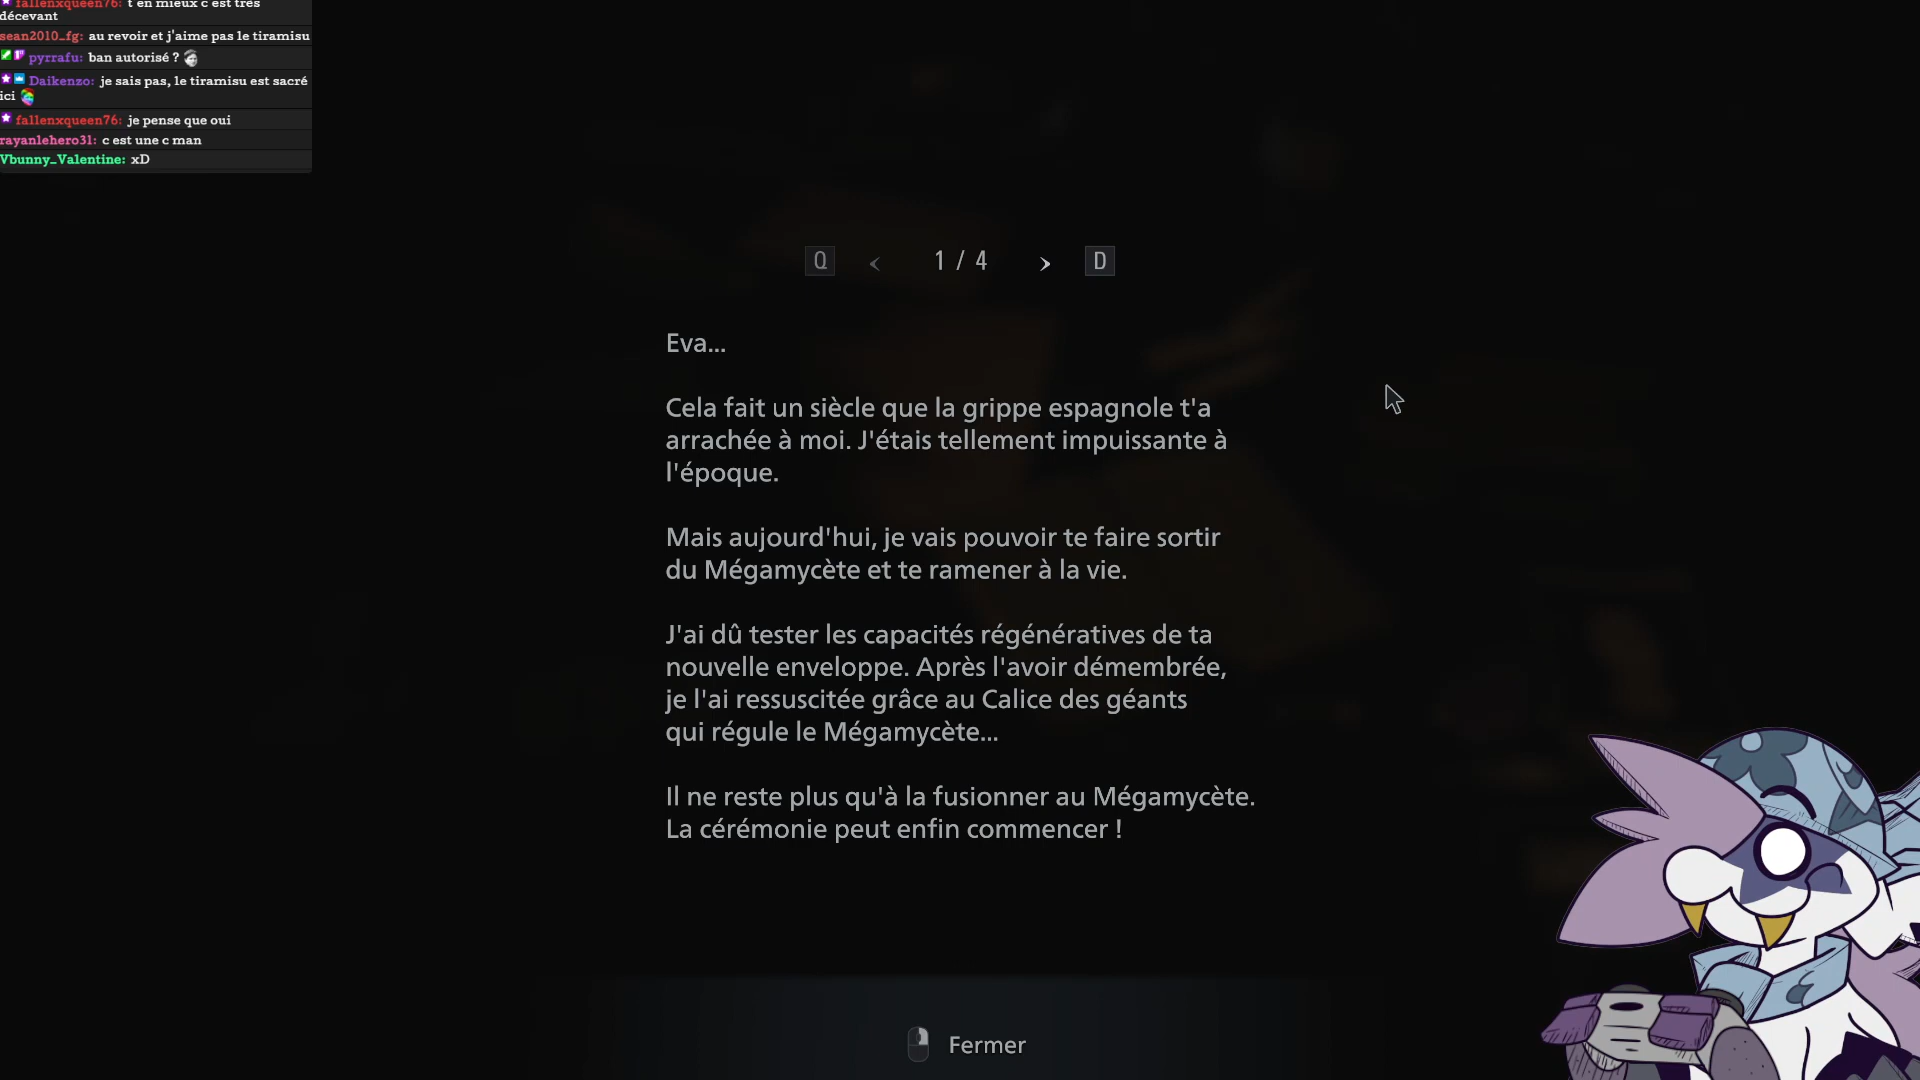 fallenxqueen76: t'en mieux c est très
décevant
sean2010_fg: au revoir et j'aime pas le tiramisu
pyrrafu: ban autorisé ?
Daikenzo: je sais pas, le tiramisu est sacré
ici
fallenxqueen76: je pense que oui
rayanlehero31: c est une c man
Vbunny_Valentine: xD
Q < 1 / 4 > D
Eva...
Cela fait un siècle que la grippe espagnole t'a
arrachée à moi. J'étais tellement impuissante à
l'époque.
Mais aujourd'hui, je vais pouvoir te faire sortir
du Mégamycète et te ramener à la vie.
J'ai dû tester les capacités régénératives de ta
nouvelle enveloppe. Après l'avoir démembrée,
je l'ai ressuscitée grâce au Calice des géants
qui régule le Mégamycète...
Il ne reste plus qu'à la fusionner au Mégamycète.
La cérémonie peut enfin commencer !
Fermer